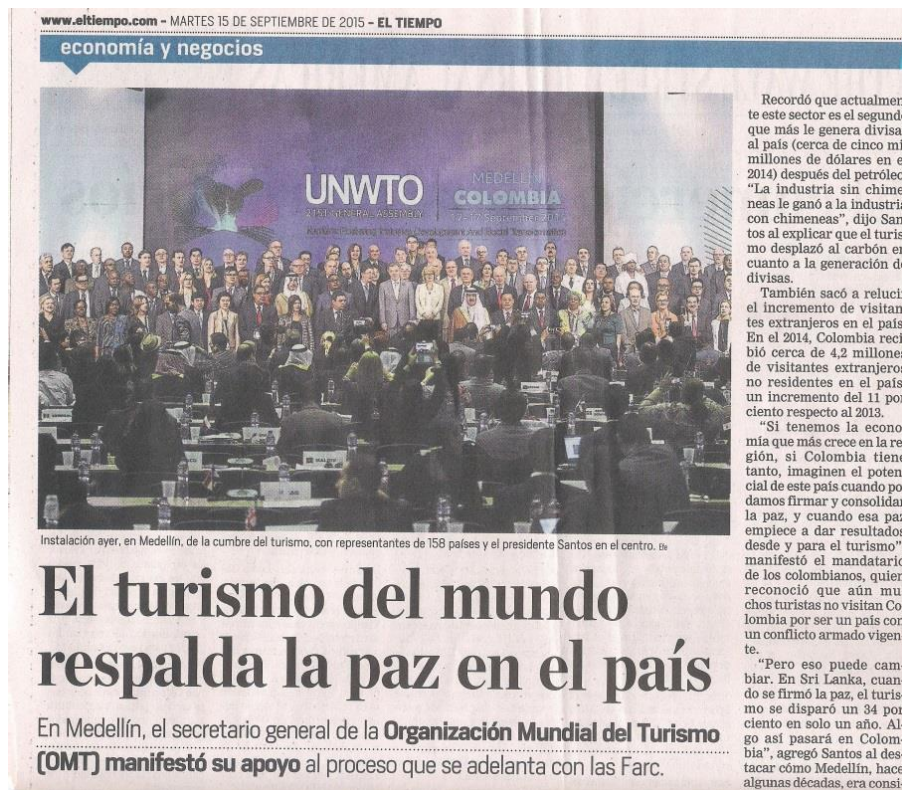 www.eltiempo.com - MARTES 15 DE SEPTIEMBRE DE 2015 - EL TIEMPO
economía y negocios
UNWTO
21ST GENERAL ASSEMBLY
MEDELLÍN
COLOMBIA
Instalación ayer, en Medellín, de la cumbre del turismo, con representantes de 158 países y el presidente Santos en el centro. Efe
El turismo del mundo
respalda la paz en el país
En Medellín, el secretario general de la Organización Mundial del Turismo
(OMT) manifestó su apoyo al proceso que se adelanta con las Farc.
Recordó que actualmen
te este sector es el segund
que más le genera divisa
al país (cerca de cinco mi
millones de dólares en e
2014) después del petróleo
“La industria sin chime
neas le ganó a la industria
con chimeneas”, dijo San
tos al explicar que el turis
mo desplazó al carbón en
cuanto a la generación de
divisas.
También sacó a relucir
el incremento de visitan
tes extranjeros en el país
En el 2014, Colombia reci
bió cerca de 4,2 millones
de visitantes extranjeros
no residentes en el país
un incremento del 11 por
ciento respecto al 2013.
“Si tenemos la econo
mía que más crece en la re
gión, si Colombia tiene
tanto, imaginen el poten
cial de este país cuando po
damos firmar y consolidar
la paz, y cuando esa paz
empiece a dar resultados
desde y para el turismo”
manifestó el mandatario
de los colombianos, quien
reconoció que aún mu
chos turistas no visitan Co
lombia por ser un país con
un conflicto armado vigen
te.
“Pero eso puede cam-
biar. En Sri Lanka, cuan-
do se firmó la paz, el turis-
mo se disparó un 34 por
ciento en solo un año. Al-
go así pasará en Colom-
bia”, agregó Santos al des-
tacar cómo Medellín, hace
algunas décadas, era consi-